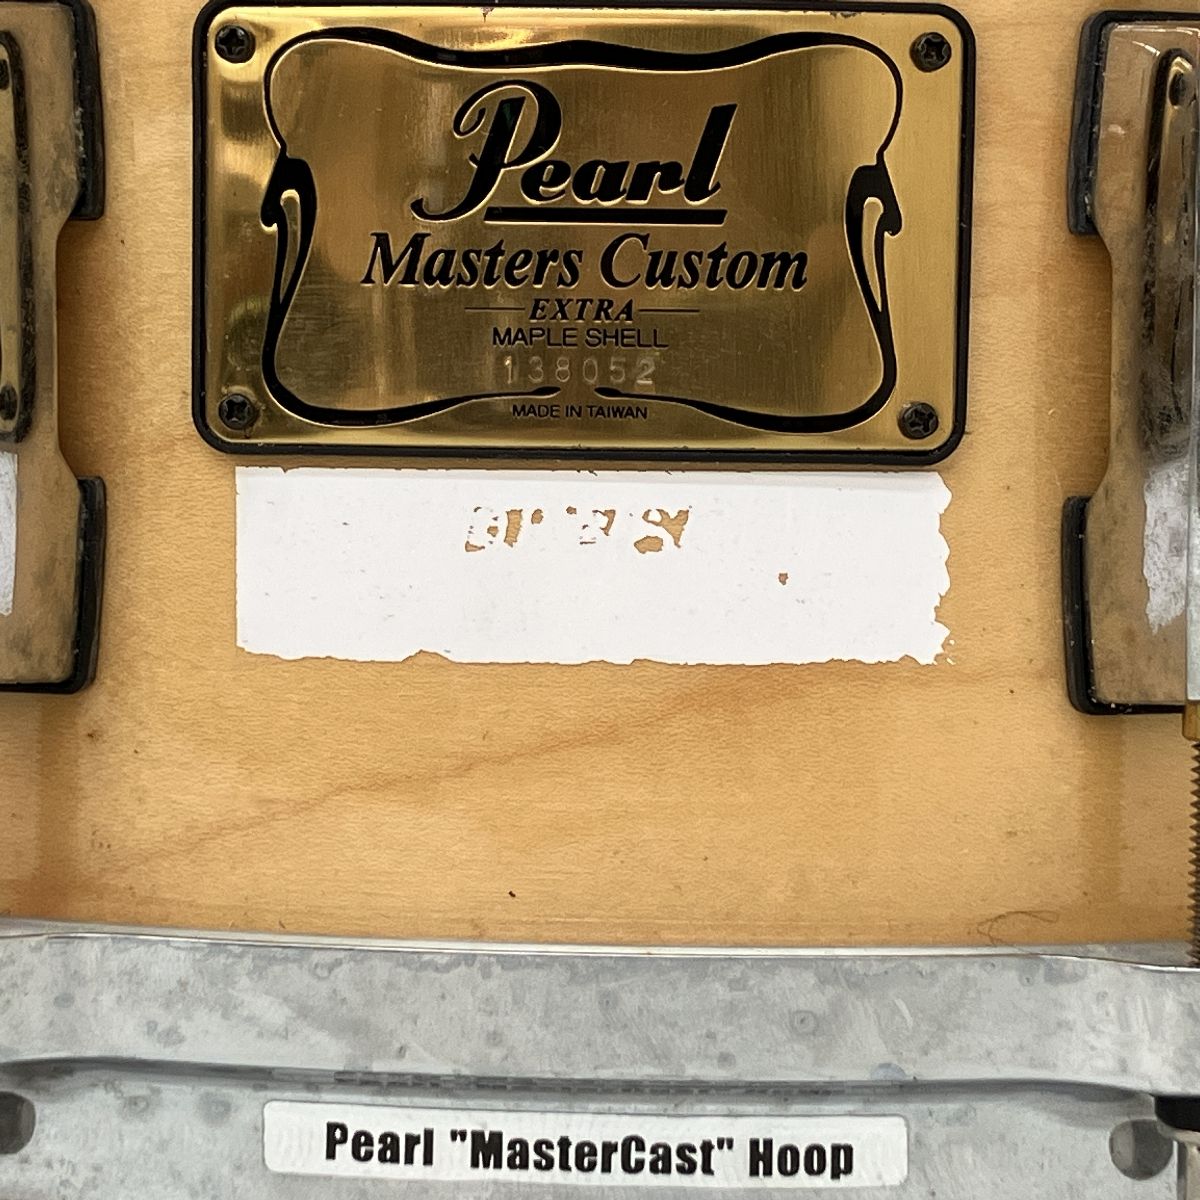 Pearl
Masters Custom
EXTRA
MAPLE SHELL
138052
MADE IN TAIWAN
Pearl "MasterCast" Hoop